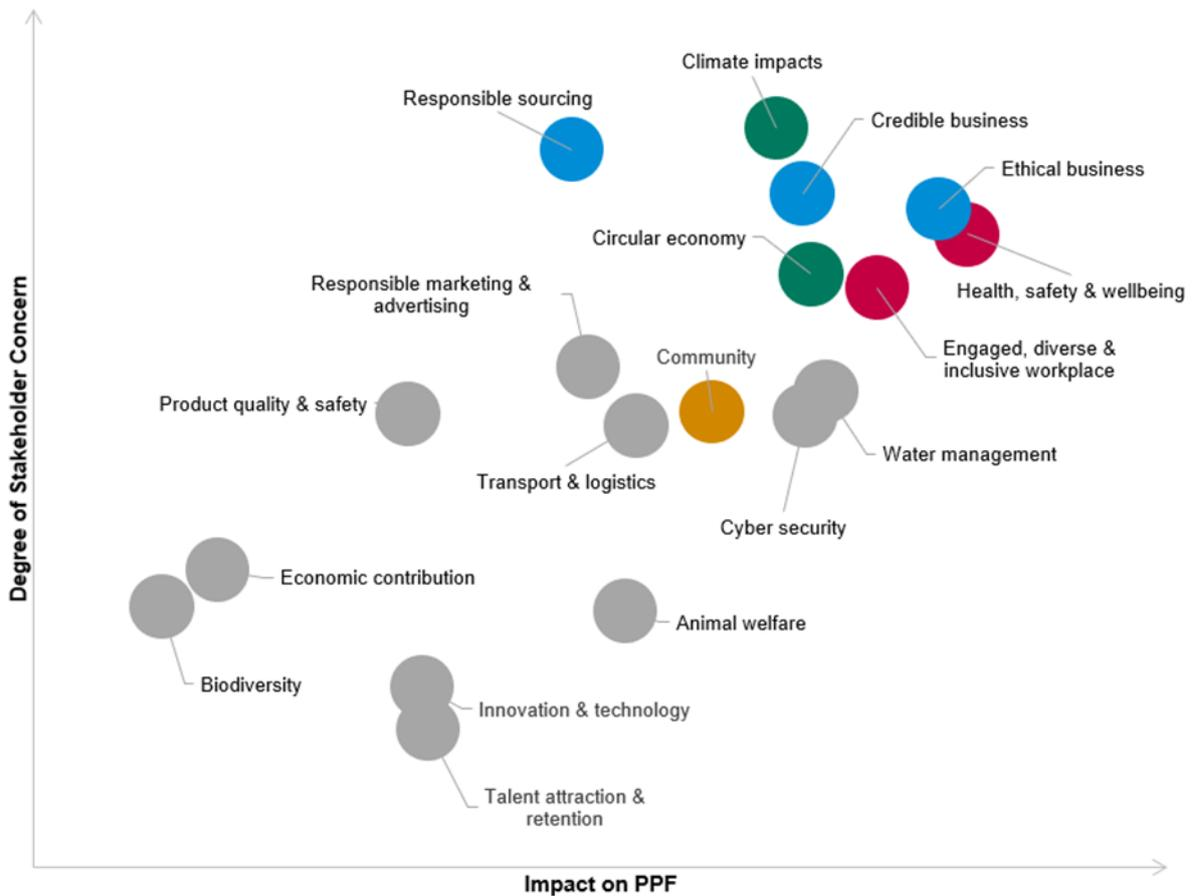 Climate impacts
Responsible sourcing
Credible business
Ethical business
Circular economy
Responsible marketing &
advertising
Health, safety & wellbeing
Engaged, diverse &
inclusive workplace
Community
Product quality & safety
Water management
Transport & logistics
Cyber security
Economic contribution
Animal welfare
Biodiversity
Innovation & technology
Talent attraction &
retention
Degree of Stakeholder Concern
Impact on PPF